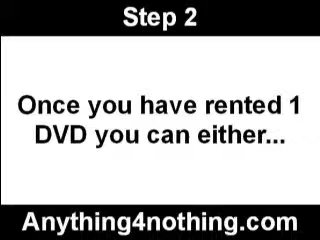 Step 2
Once you have rented 1
DVD you can either...
Anything4nothing.com